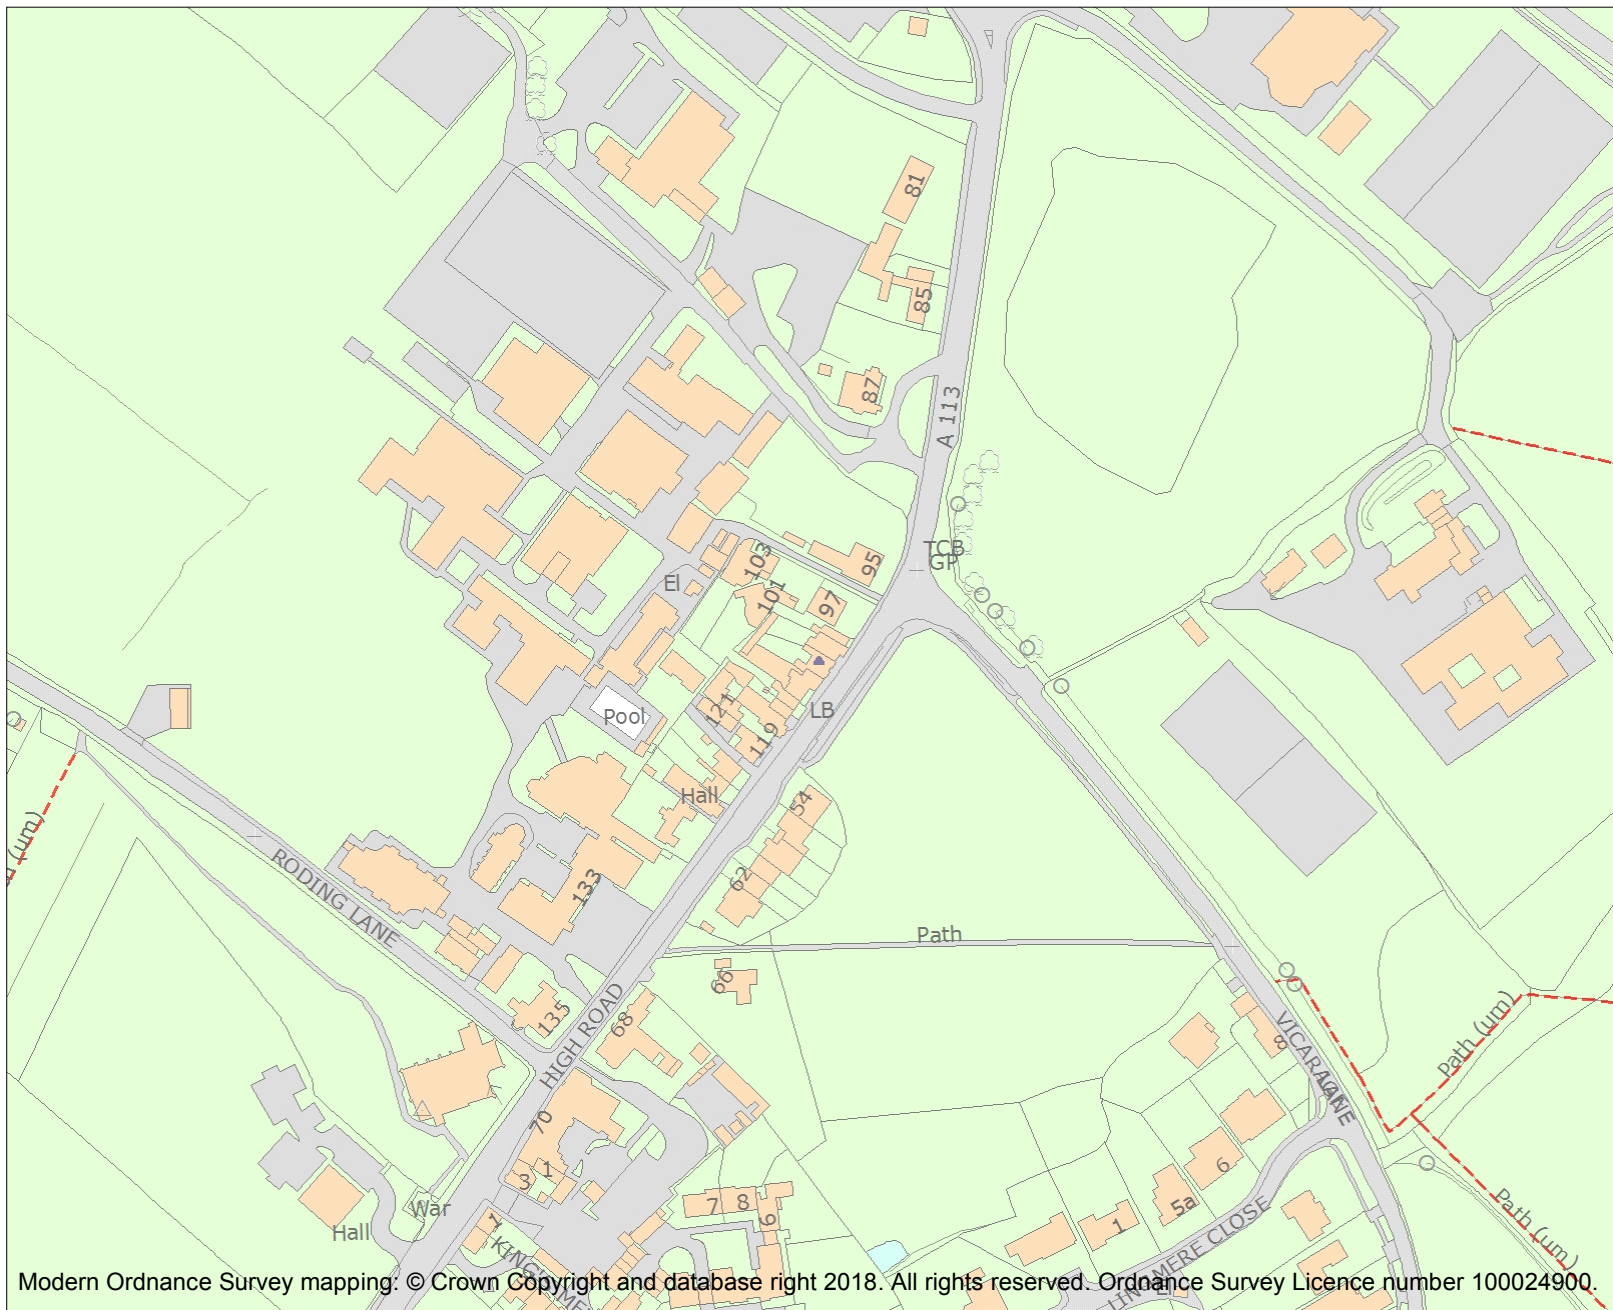 81
85
87
A 113
TCB
GP
95
103
101
97
El
121
119
LB
Pool
Hall
54
62
133
RODING LANE
Path
66
135
68
HIGH ROAD
70
3
1
War
Hall
1
7
8
9
8
VICARAGE LANE
Path (um)
Path (um)
6
5a
1
(um)
Modern Ordnance Survey mapping: © Crown Copyright and database right 2018. All rights reserved. Ordnance Survey Licence number 100024900.